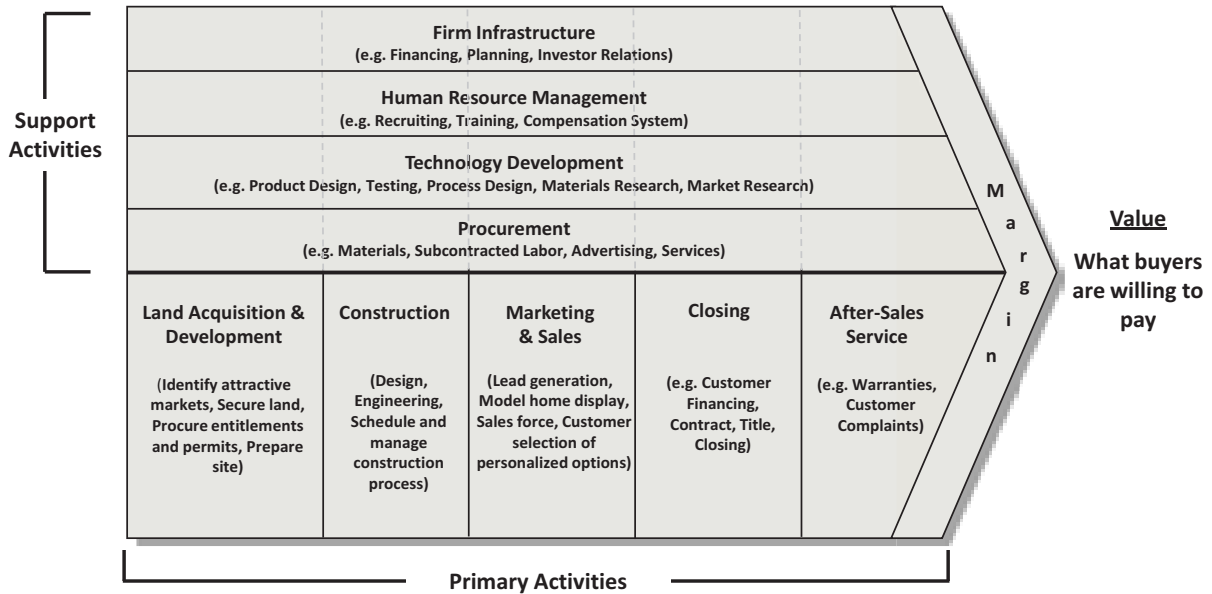 Firm Infrastructure
(e.g. Financing, Planning, Investor Relations)
Human Resource Management
(e.g. Recruiting, Training, Compensation System)
Support
Activities
Technology Development
(e.g. Product Design, Testing, Process Design, Materials Research, Market Research)
Procurement
(e.g. Materials, Subcontracted Labor, Advertising, Services)
Land Acquisition &
Development
(Identify attractive
markets, Secure land,
Procure entitlements
and permits, Prepare
site)
Construction
(Design,
Engineering,
Schedule and
manage
construction
process)
Marketing
& Sales
(Lead generation,
Model home display,
Sales force, Customer
selection of
personalized options)
Closing
(e.g. Customer
Financing,
Contract, Title,
Closing)
After-Sales
Service
(e.g. Warranties,
Customer
Complaints)
Margin
Value
What buyers
are willing to
pay
Primary Activities